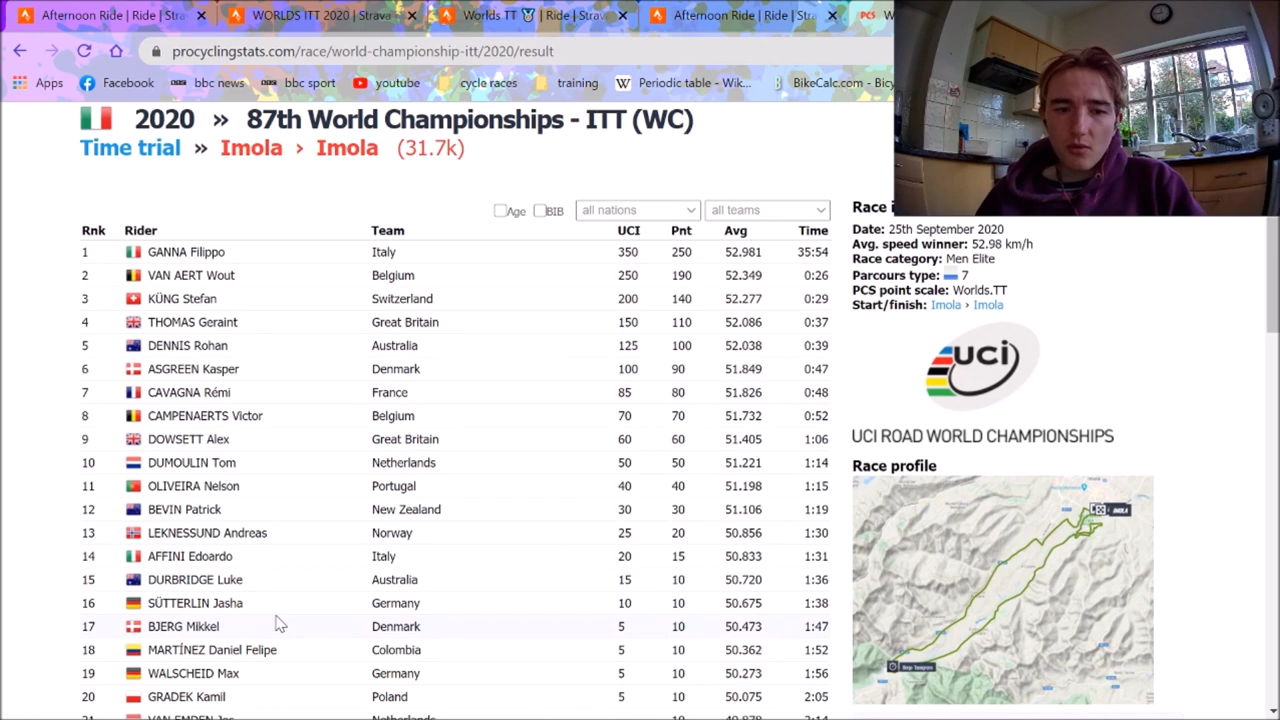 Afternoon Ride | Ride | Strav
WORLDS ITT 2020 | Strava
Worlds TT 🥈 | Ride | Strav
Afternoon Ride | Ride | Stra
PCS W
procyclingstats.com/race/world-championship-itt/2020/result
Apps Facebook bbc news bbc sport youtube cycle races training Periodic table - Wik... BikeCalc.com - Bicy
2020 » 87th World Championships - ITT (WC)
Time trial » Imola › Imola (31.7k)
Age BIB all nations all teams
Rnk Rider Team UCI Pnt Avg Time
1 GANNA Filippo Italy 350 250 52.981 35:54
2 VAN AERT Wout Belgium 250 190 52.349 0:26
3 KÜNG Stefan Switzerland 200 140 52.277 0:29
4 THOMAS Geraint Great Britain 150 110 52.086 0:37
5 DENNIS Rohan Australia 125 100 52.038 0:39
6 ASGREEN Kasper Denmark 100 90 51.849 0:47
7 CAVAGNA Rémi France 85 80 51.826 0:48
8 CAMPENAERTS Victor Belgium 70 70 51.732 0:52
9 DOWSETT Alex Great Britain 60 60 51.405 1:06
10 DUMOULIN Tom Netherlands 50 50 51.221 1:14
11 OLIVEIRA Nelson Portugal 40 40 51.198 1:15
12 BEVIN Patrick New Zealand 30 30 51.106 1:19
13 LEKNESSUND Andreas Norway 25 20 50.856 1:30
14 AFFINI Edoardo Italy 20 15 50.833 1:31
15 DURBRIDGE Luke Australia 15 10 50.720 1:36
16 SÜTTERLIN Jasha Germany 10 10 50.675 1:38
17 BJERG Mikkel Denmark 5 10 50.473 1:47
18 MARTÍNEZ Daniel Felipe Colombia 5 10 50.362 1:52
19 WALSCHEID Max Germany 5 10 50.273 1:56
20 GRADEK Kamil Poland 5 10 50.075 2:05
Race i
Date: 25th September 2020
Avg. speed winner: 52.98 km/h
Race category: Men Elite
Parcours type: 7
PCS point scale: Worlds.TT
Start/finish: Imola › Imola
uci
UCI ROAD WORLD CHAMPIONSHIPS
Race profile
IMOLA